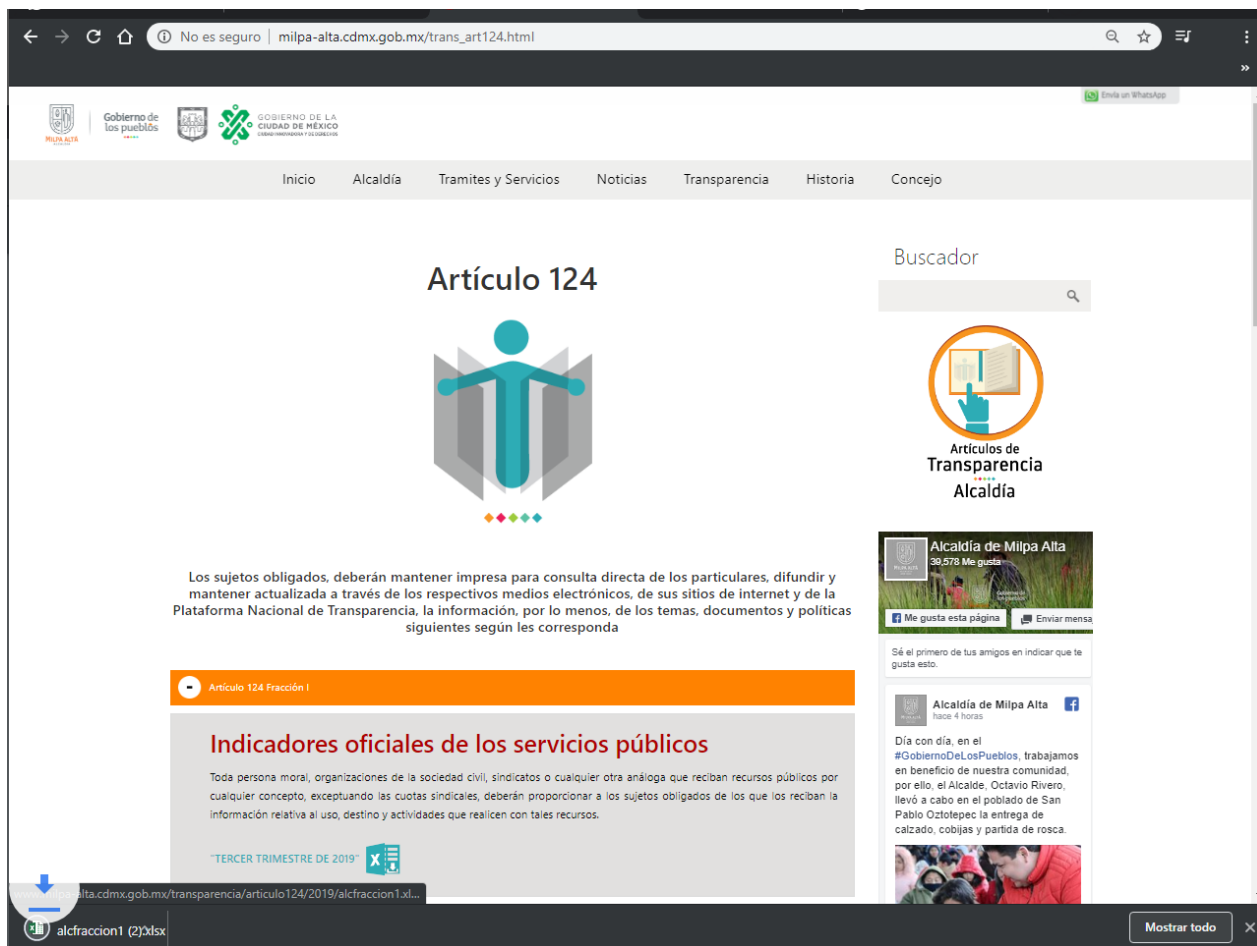 No es seguro | milpa-alta.cdmx.gob.mx/trans_art124.html
»
Envia un WhatsApp
MILPA ALTA
Gobierno de
los pueblos
GOBIERNO DE LA
CIUDAD DE MÉXICO
CIUDAD INNOVADORA Y DE DERECHOS
Inicio Alcaldía Tramites y Servicios Noticias Transparencia Historia Concejo
Artículo 124
Buscador
Artículos de
Transparencia
Alcaldía
Los sujetos obligados, deberán mantener impresa para consulta directa de los particulares, difundir y
mantener actualizada a través de los respectivos medios electrónicos, de sus sitios de internet y de la
Plataforma Nacional de Transparencia, la información, por lo menos, de los temas, documentos y políticas
siguientes según les corresponda
Alcaldía de Milpa Alta
39,578 Me gusta
Me gusta esta página Enviar mensa
Sé el primero de tus amigos en indicar que te
gusta esto.
Artículo 124 Fracción I
Indicadores oficiales de los servicios públicos
Toda persona moral, organizaciones de la sociedad civil, sindicatos o cualquier otra análoga que reciban recursos públicos por
cualquier concepto, exceptuando las cuotas sindicales, deberán proporcionar a los sujetos obligados de los que los reciban la
información relativa al uso, destino y actividades que realicen con tales recursos.
"TERCER TRIMESTRE DE 2019"
Alcaldía de Milpa Alta
hace 4 horas
Día con día, en el
#GobiernoDeLosPueblos, trabajamos
en beneficio de nuestra comunidad,
por ello, el Alcalde, Octavio Rivero,
llevó a cabo en el poblado de San
Pablo Oztotepec la entrega de
calzado, cobijas y partida de rosca.
www.milpa-alta.cdmx.gob.mx/transparencia/articulo124/2019/alcfraccion1.xl...
alcfraccion1 (2).xlsx
Mostrar todo